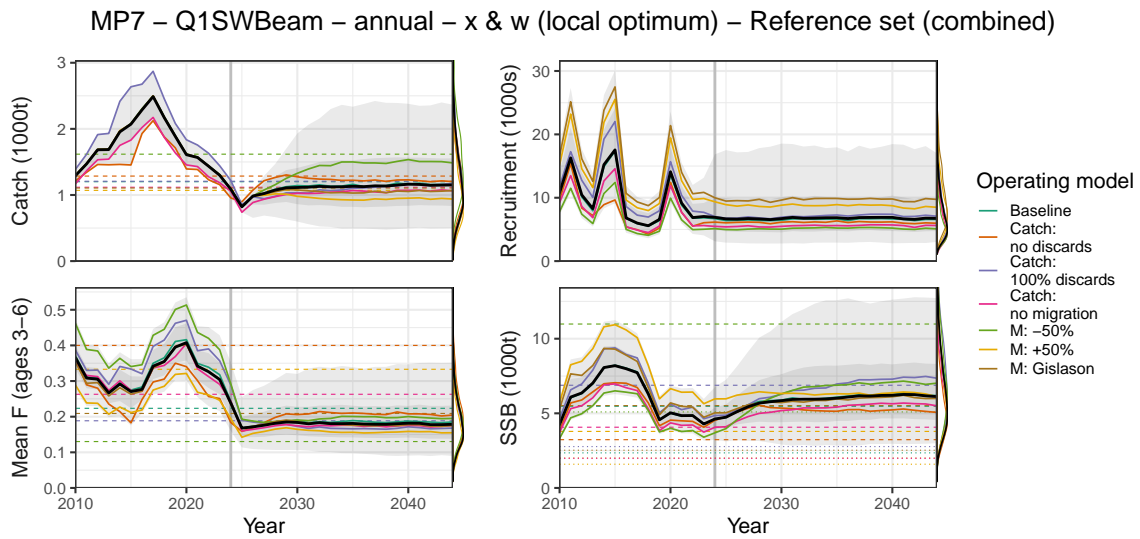 MP7 − Q1SWBeam − annual − x & w (local optimum) − Reference set (combined)
Catch (1000t)
3
2
1
0
Recruitment (1000s)
30
20
10
0
Mean F (ages 3−6)
0.5
0.4
0.3
0.2
0.1
0.0
2010
2020
2030
2040
Year
SSB (1000t)
10
5
0
2010
2020
2030
2040
Year
Operating model
Baseline
Catch:
no discards
Catch:
100% discards
Catch:
no migration
M: −50%
M: +50%
M: Gislason